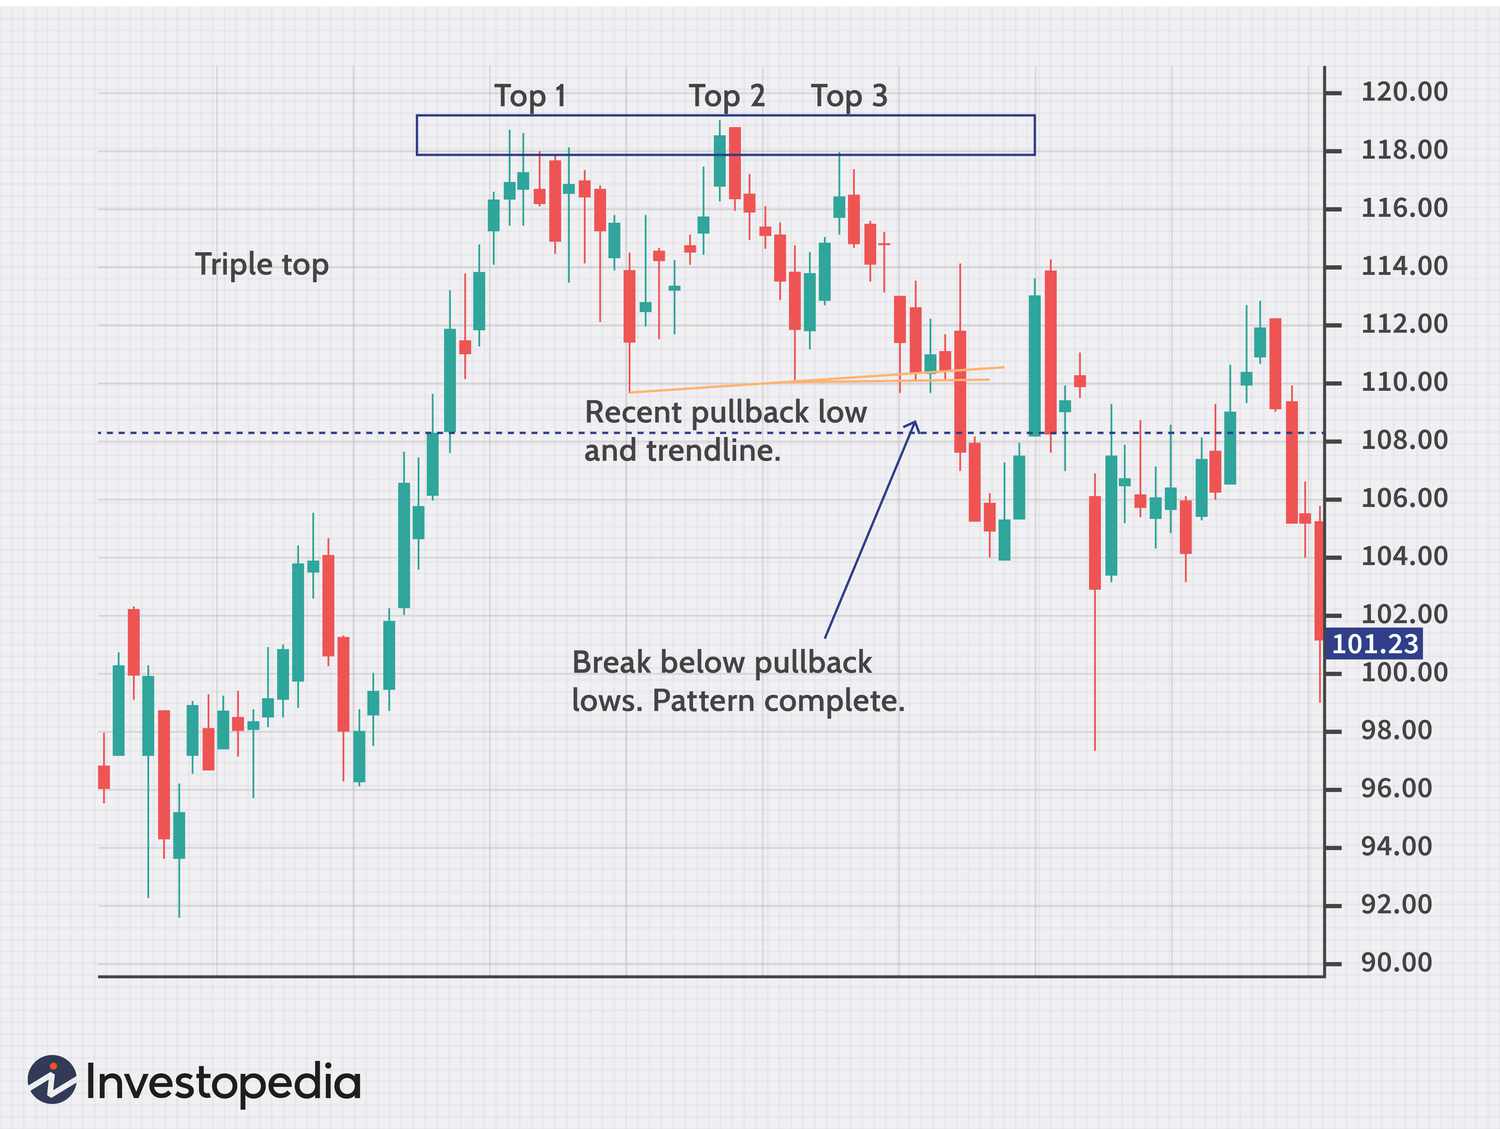 Top 1
Top 2
Top 3
Triple top
Recent pullback low
and trendline.
Break below pullback
lows. Pattern complete.
120.00
118.00
116.00
114.00
112.00
110.00
108.00
106.00
104.00
102.00
101.23
100.00
98.00
96.00
94.00
92.00
90.00
Investopedia